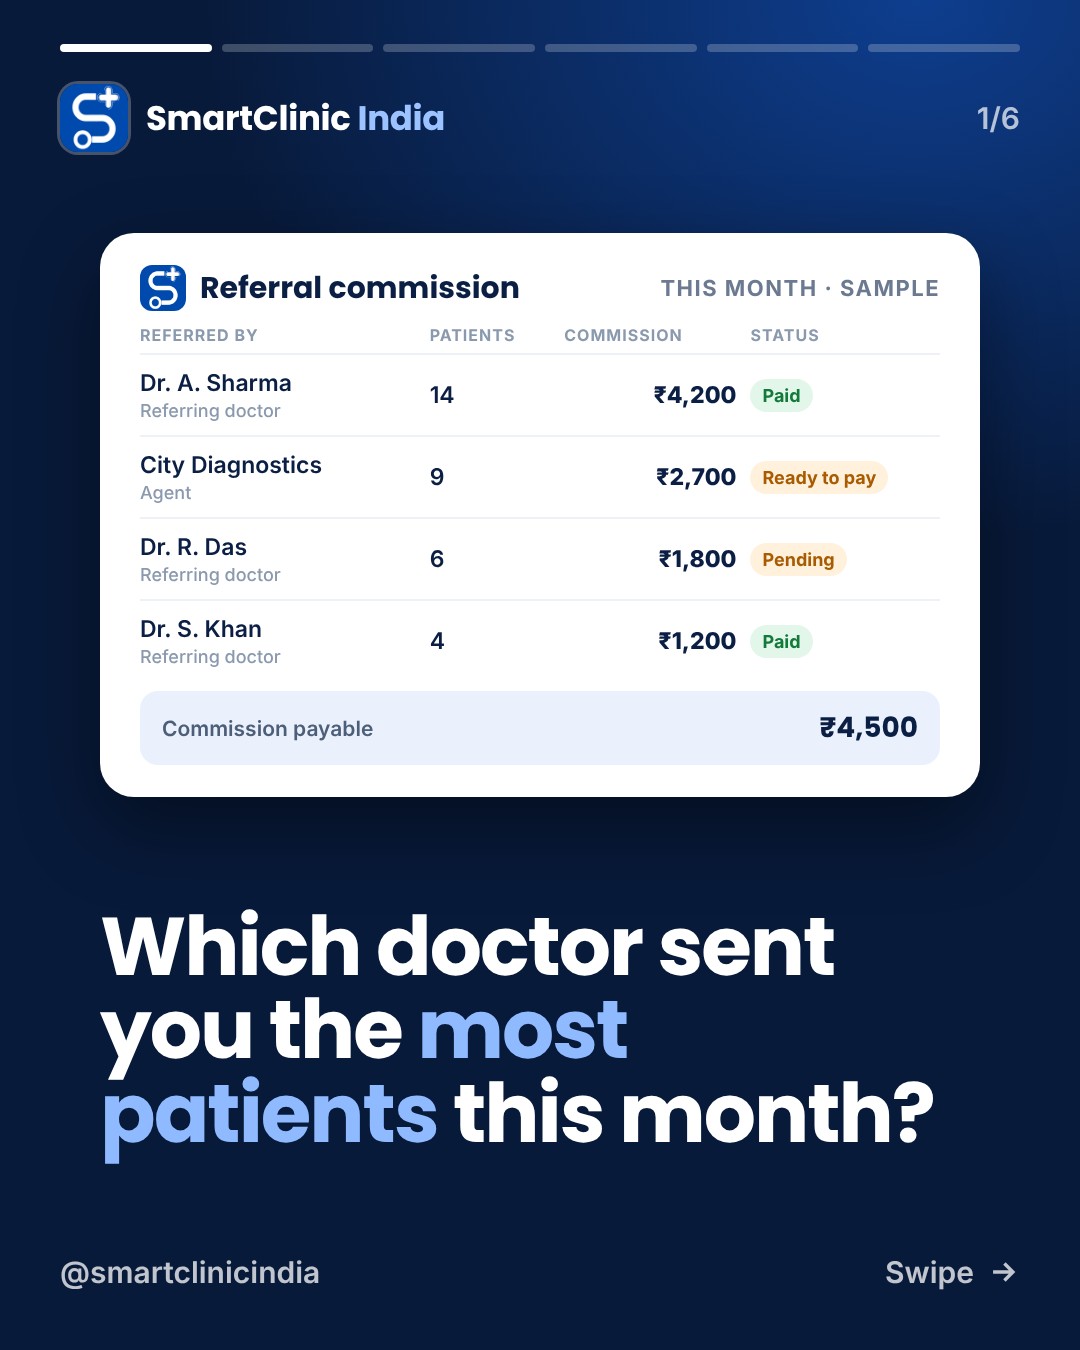 SmartClinic India
1/6
Referral commission
THIS MONTH · SAMPLE
REFERRED BY PATIENTS COMMISSION STATUS
Dr. A. Sharma
Referring doctor
14 ₹4,200 Paid
City Diagnostics
Agent
9 ₹2,700 Ready to pay
Dr. R. Das
Referring doctor
6 ₹1,800 Pending
Dr. S. Khan
Referring doctor
4 ₹1,200 Paid
Commission payable ₹4,500
Which doctor sent
you the most
patients this month?
@smartclinicindia
Swipe →